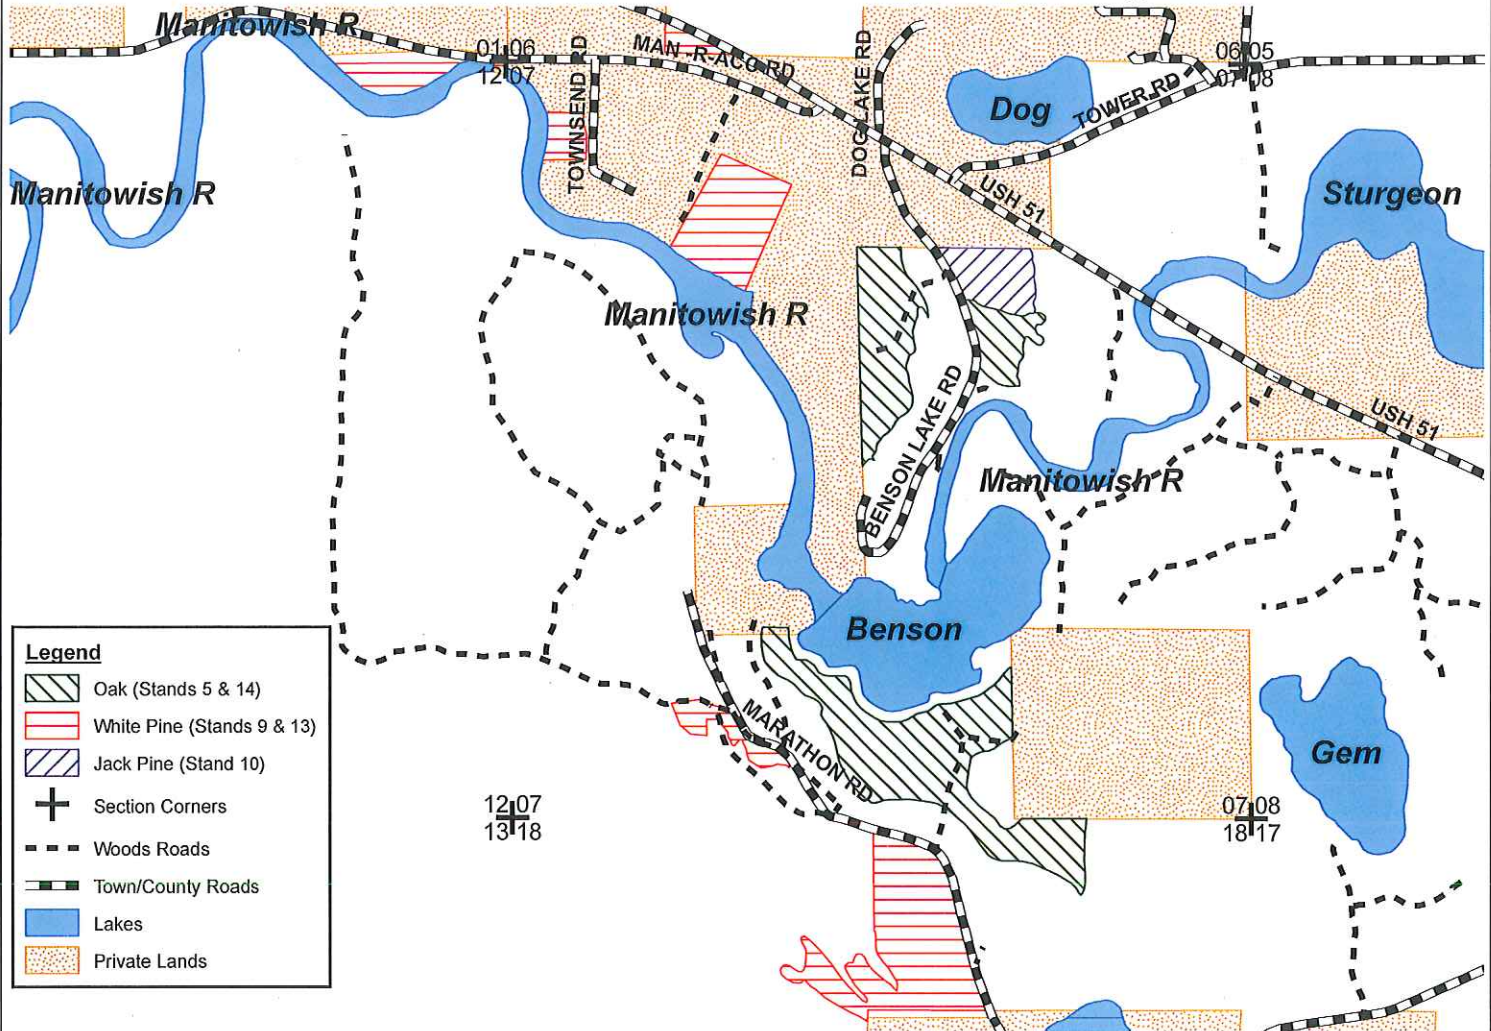 Manitowish R
01 06
12 07
TOWNSEND RD
MAN -R-ACO RD
DOG LAKE RD
Dog
TOWER RD
06 05
07 08
Manitowish R
USH 51
Sturgeon
Manitowish R
BENSON LAKE RD
USH 51
Manitowish R
Benson
MARATHON RD
Gem
12 07
13 18
07 08
18 17
Legend
Oak (Stands 5 & 14)
White Pine (Stands 9 & 13)
Jack Pine (Stand 10)
Section Corners
Woods Roads
Town/County Roads
Lakes
Private Lands